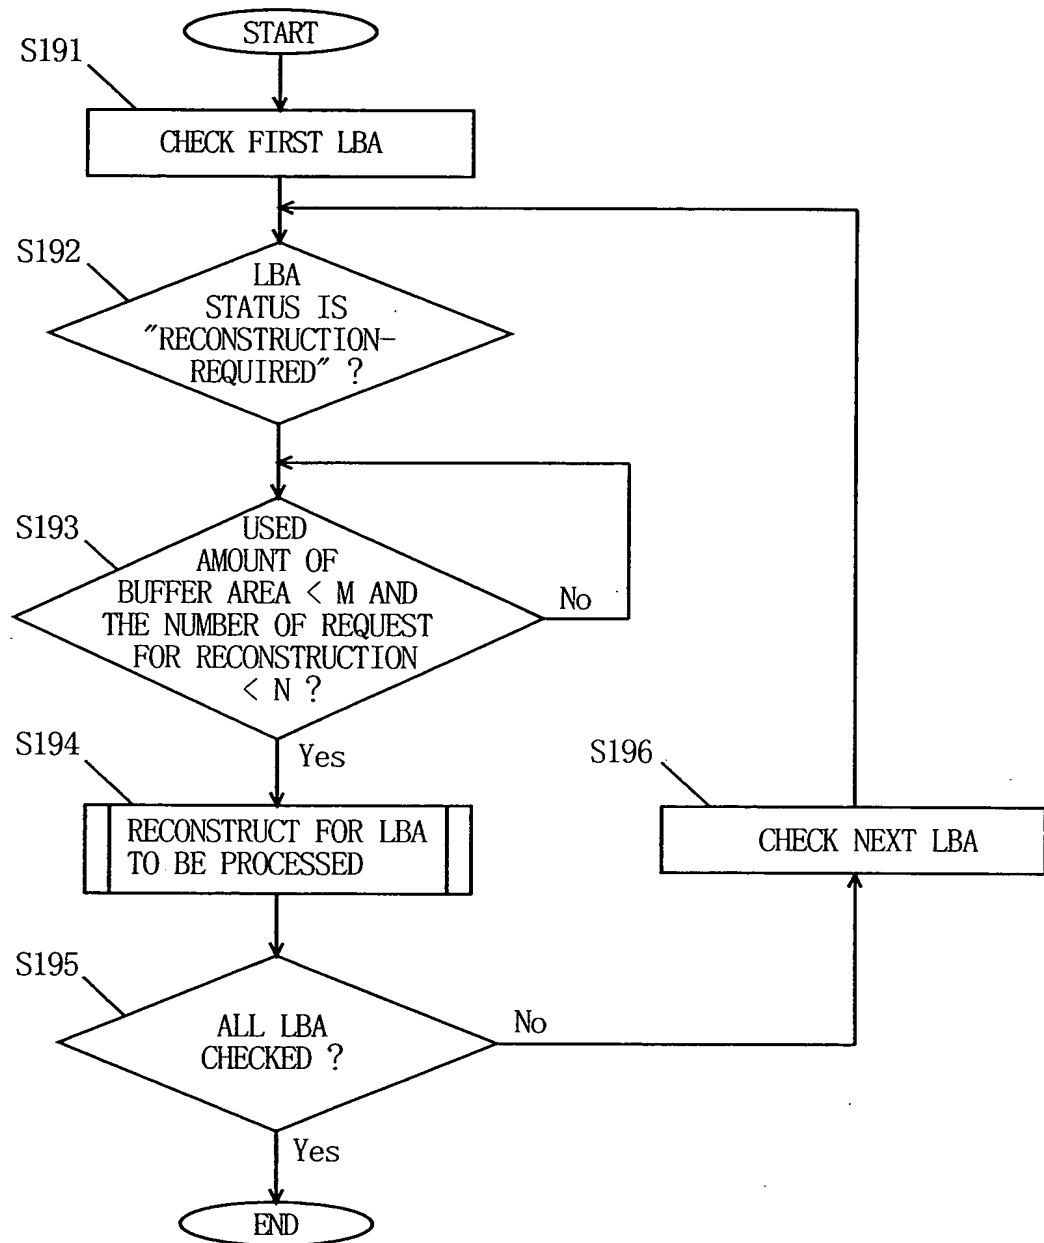 START
S191
CHECK FIRST LBA
S192
LBA
STATUS IS
"RECONSTRUCTION-
REQUIRED" ?
S193
USED
AMOUNT OF
BUFFER AREA < M AND
THE NUMBER OF REQUEST
FOR RECONSTRUCTION
< N ?
No
Yes
S194
RECONSTRUCT FOR LBA
TO BE PROCESSED
S196
CHECK NEXT LBA
S195
ALL LBA
CHECKED ?
No
Yes
END